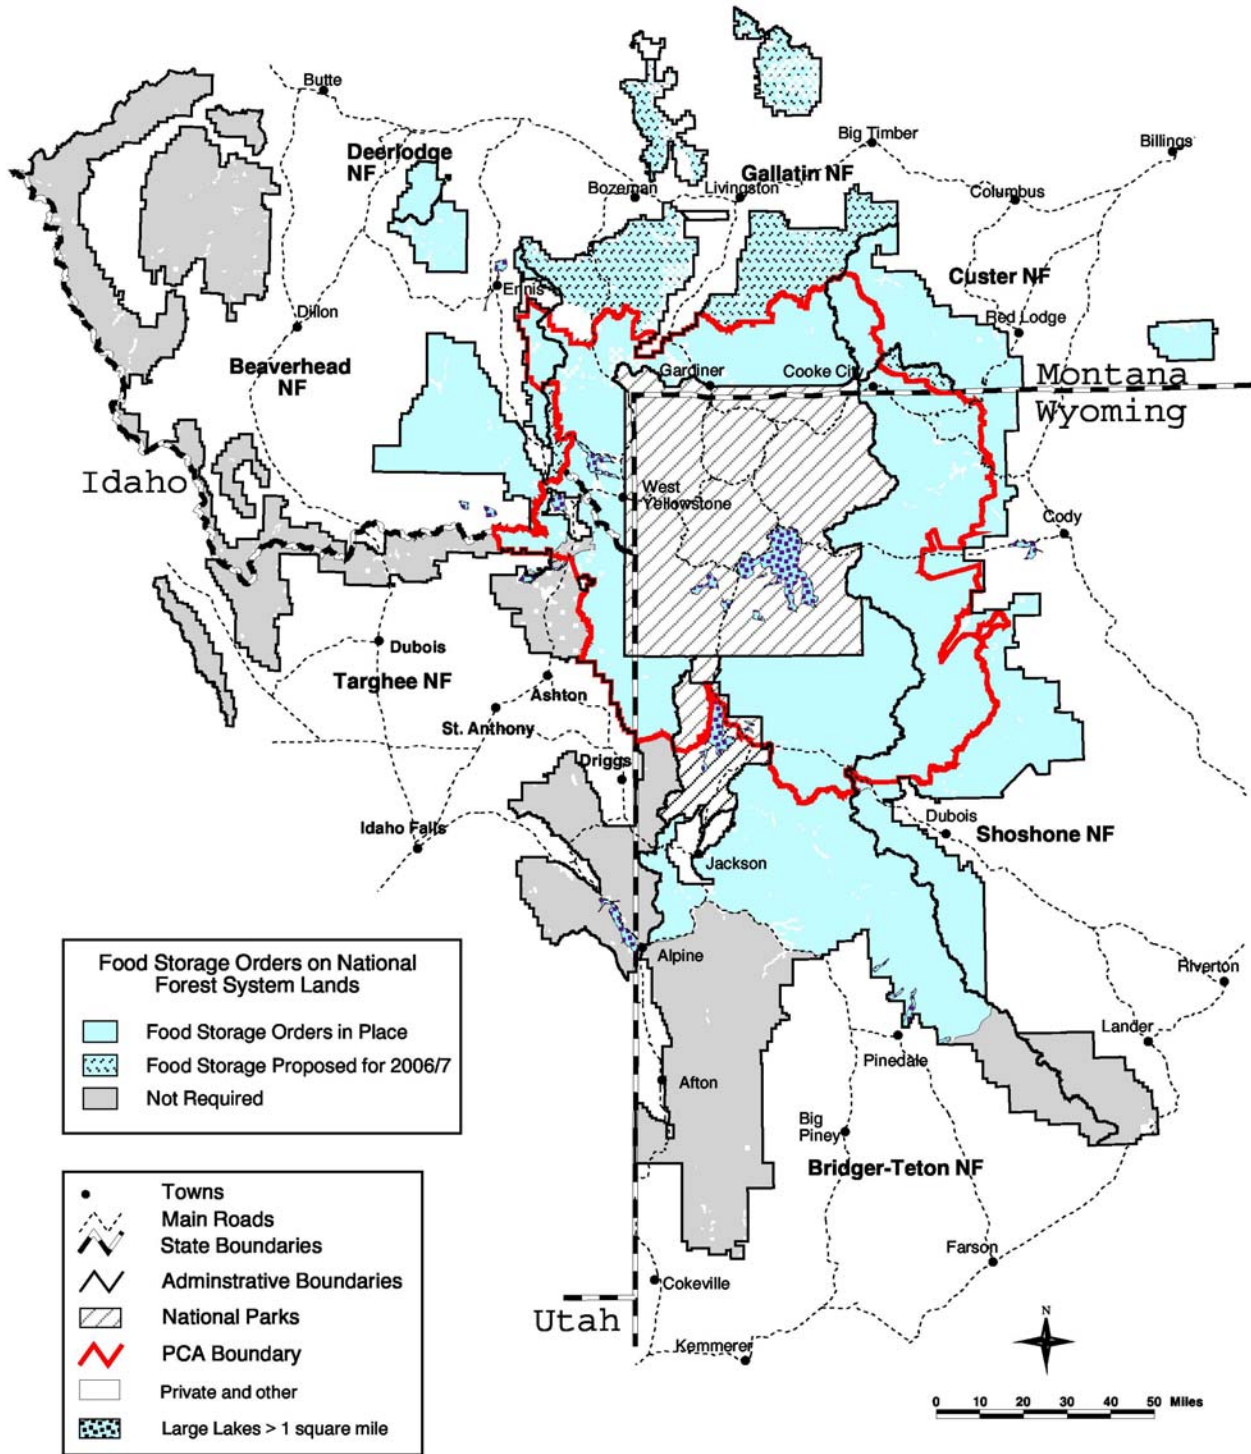 Butte
Deerlodge
NF
Big Timber
Billings
Gallatin NF
Bozeman
Livingston
Columbus
Custer NF
Ennis
Dillon
Red Lodge
Beaverhead
NF
Gardiner
Cooke City
Montana
Wyoming
Idaho
West
Yellowstone
Cody
Dubois
Targhee NF
Ashton
St. Anthony
Driggs
Idaho Falls
Dubois
Shoshone NF
Jackson
Alpine
Riverton
Lander
Pinedale
Afton
Big
Piney
Bridger-Teton NF
Farson
Cokeville
Utah
Kemmerer
Food Storage Orders on National
Forest System Lands
Food Storage Orders in Place
Food Storage Proposed for 2006/7
Not Required
Towns
Main Roads
State Boundaries
Adminstrative Boundaries
National Parks
PCA Boundary
Private and other
Large Lakes > 1 square mile
N
0 10 20 30 40 50 Miles